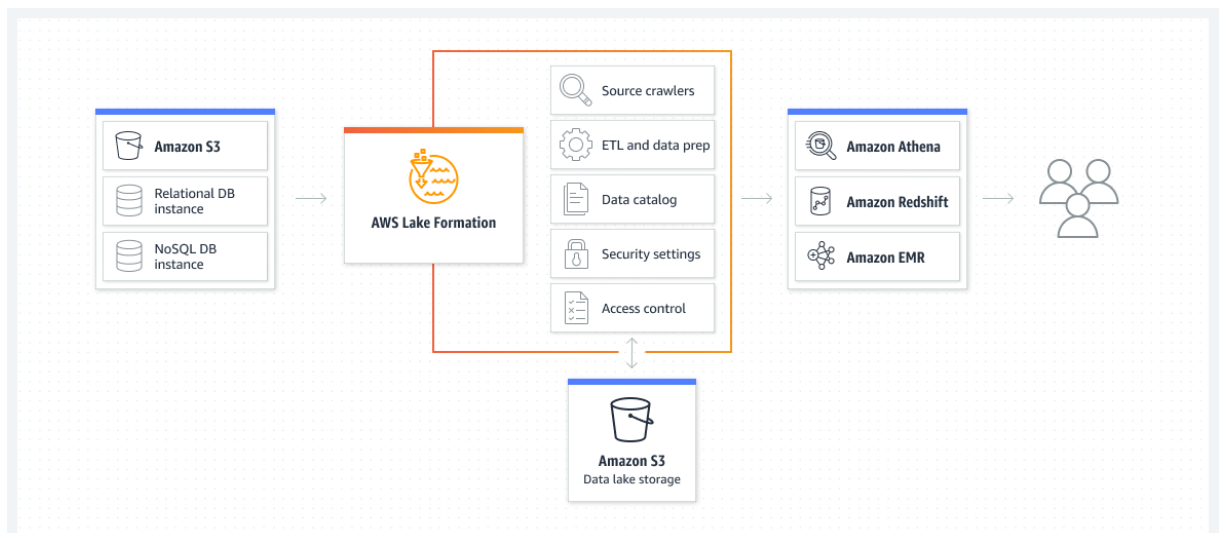 Amazon S3
Relational DB
instance
NoSQL DB
instance
AWS Lake Formation
Source crawlers
ETL and data prep
Data catalog
Security settings
Access control
Amazon S3
Data lake storage
Amazon Athena
Amazon Redshift
Amazon EMR